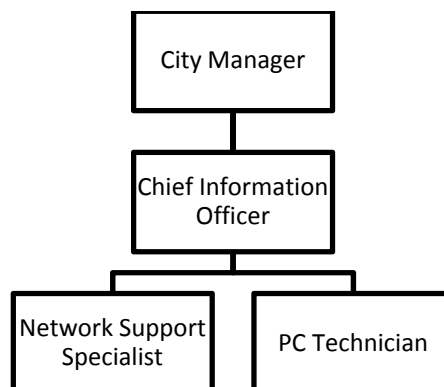 City Manager
Chief Information
Officer
Network Support
Specialist
PC Technician